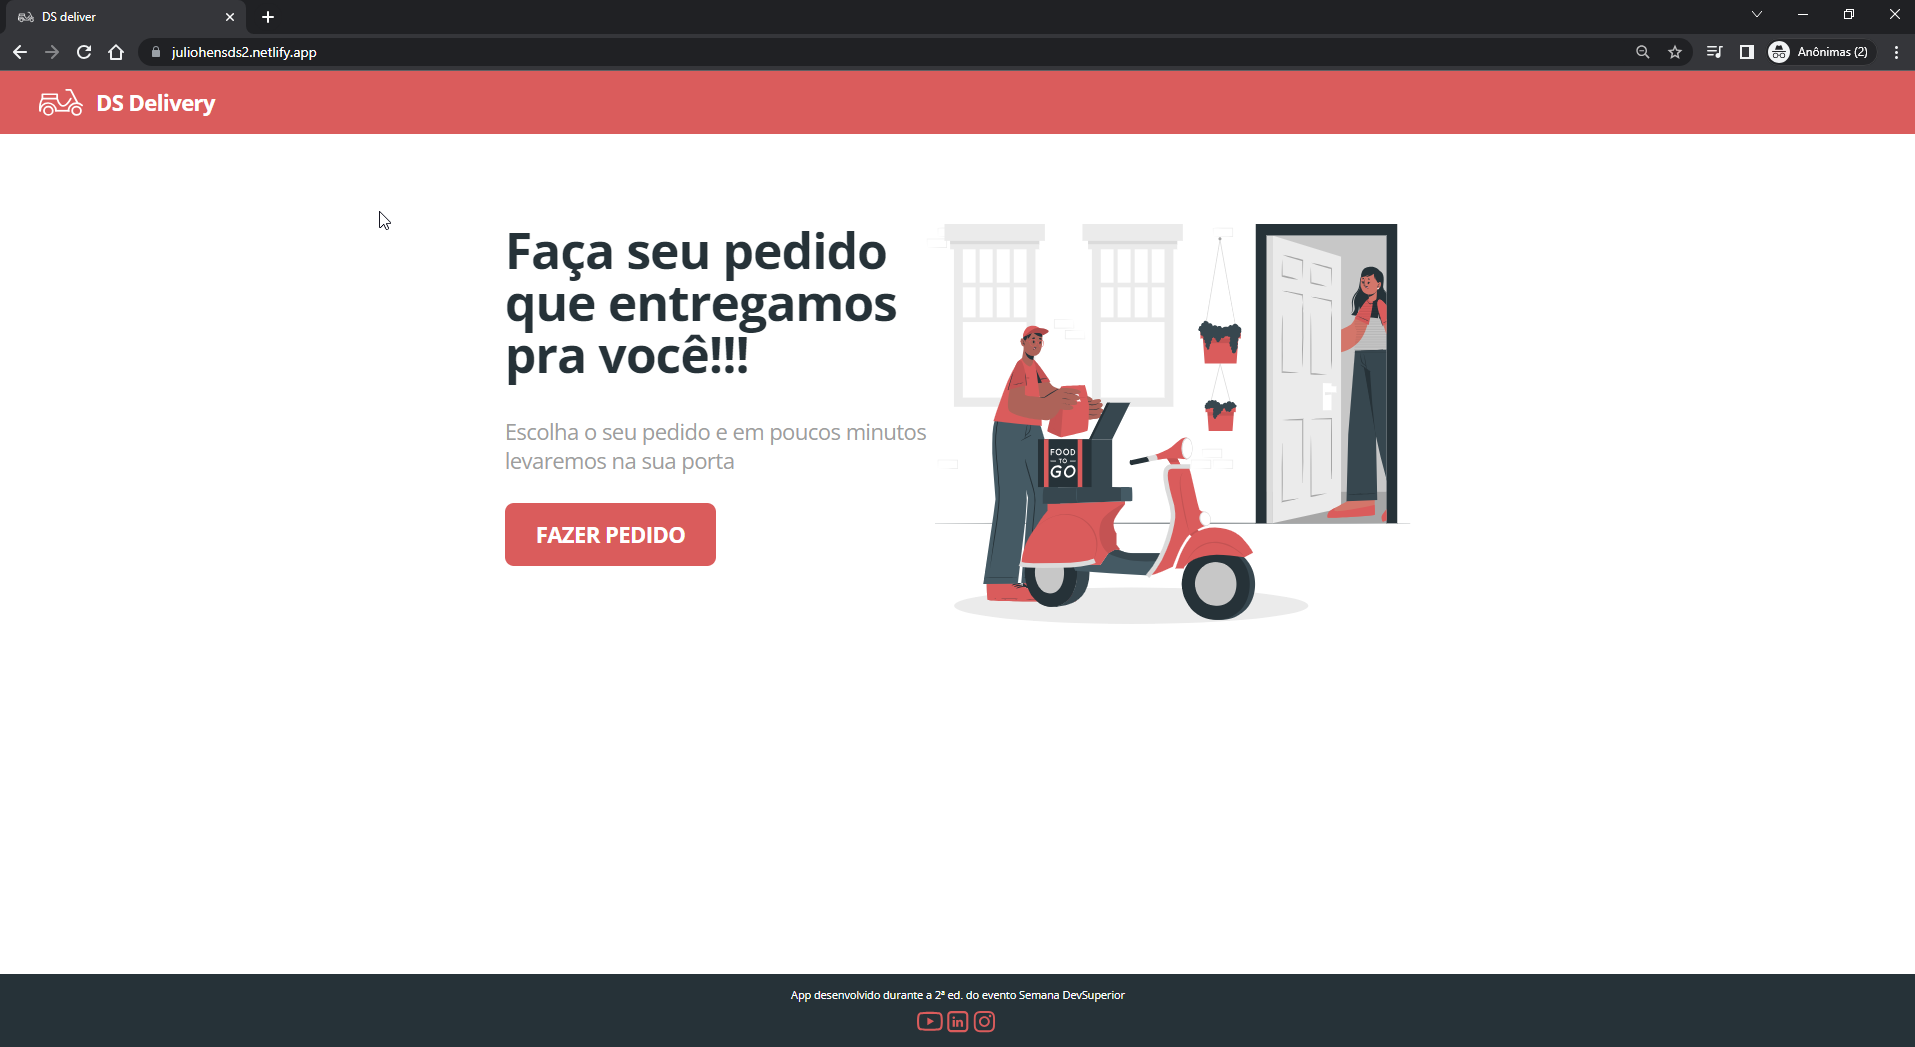 DS deliver
juliohensds2.netlify.app
Anônimas (2)
DS Delivery
Faça seu pedido
que entregamos
pra você!!!
Escolha o seu pedido e em poucos minutos
levaremos na sua porta
FAZER PEDIDO
FOOD
TO
GO
App desenvolvido durante a 2ª ed. do evento Semana DevSuperior
in